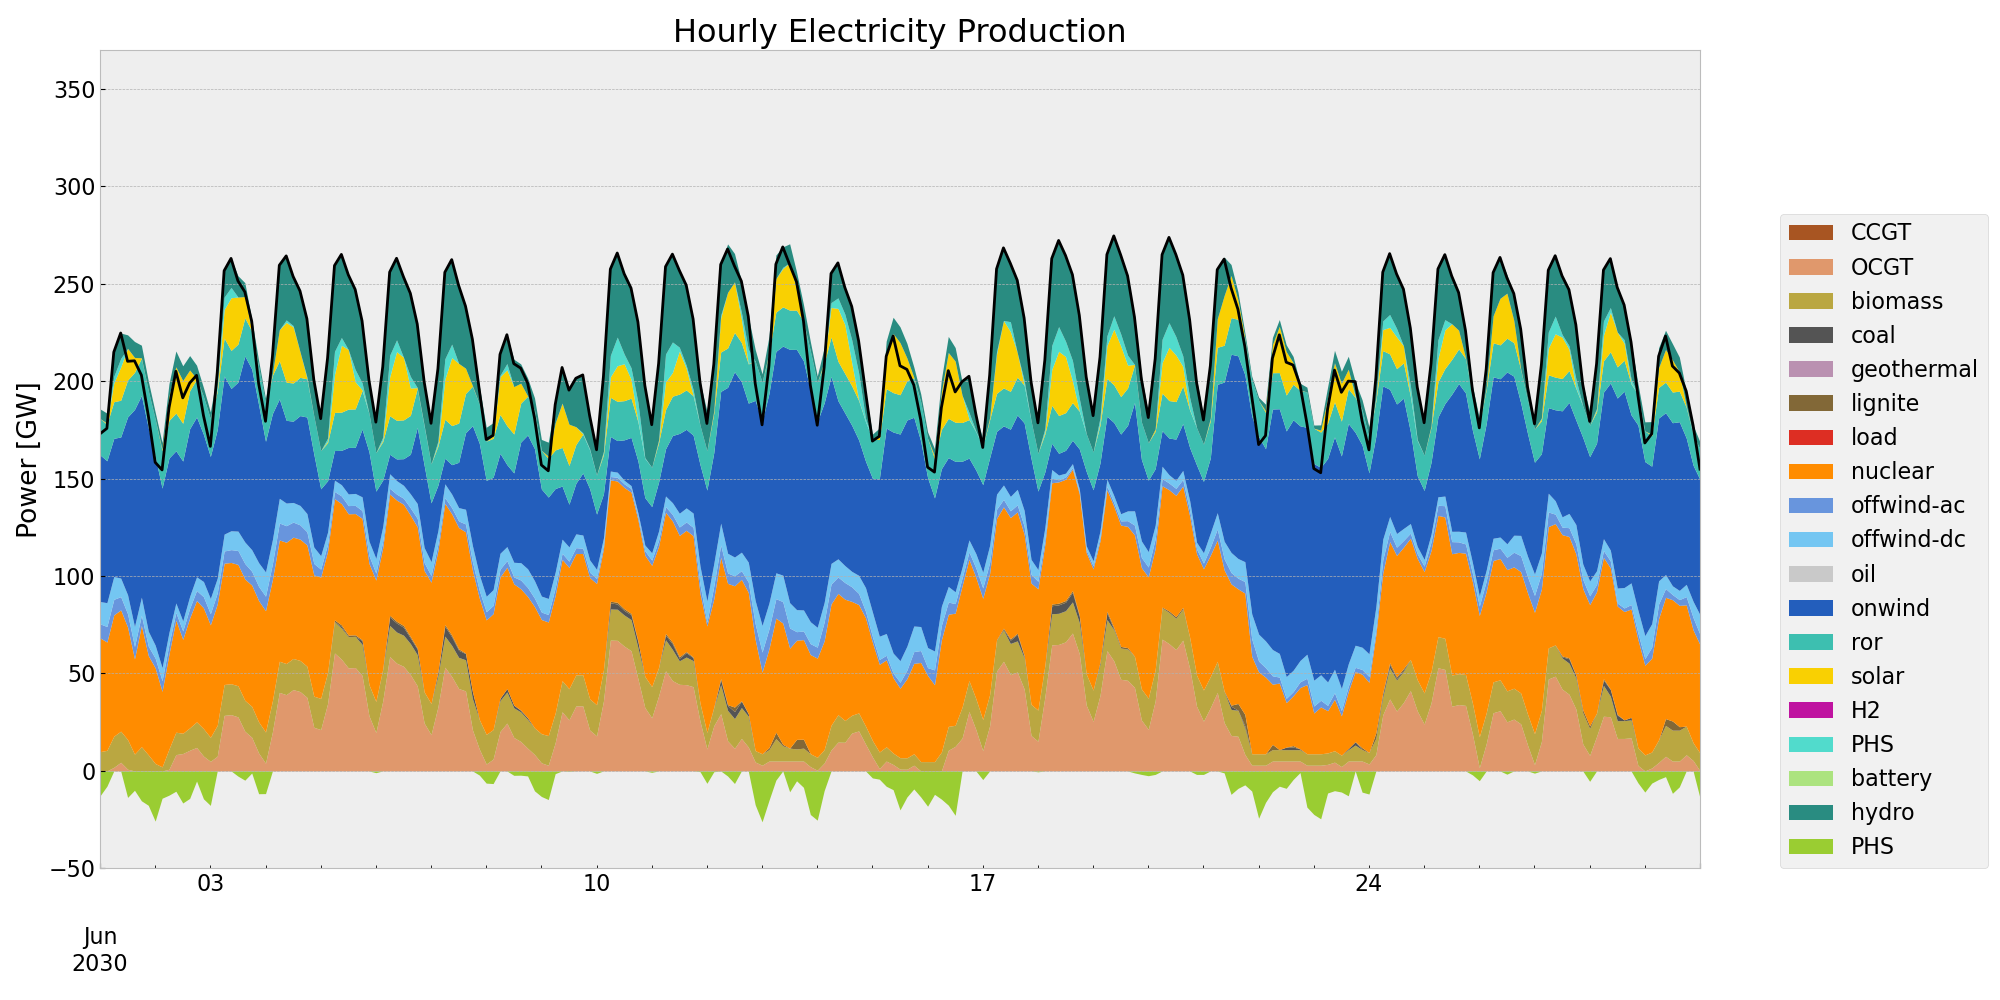 Hourly Electricity Production
Power [GW]
350
300
250
200
150
100
50
0
−50
03
10
17
24
Jun
2030
CCGT
OCGT
biomass
coal
geothermal
lignite
load
nuclear
offwind-ac
offwind-dc
oil
onwind
ror
solar
H2
PHS
battery
hydro
PHS